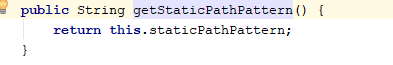 public String getStaticPathPattern() {
    return this.staticPathPattern;
}